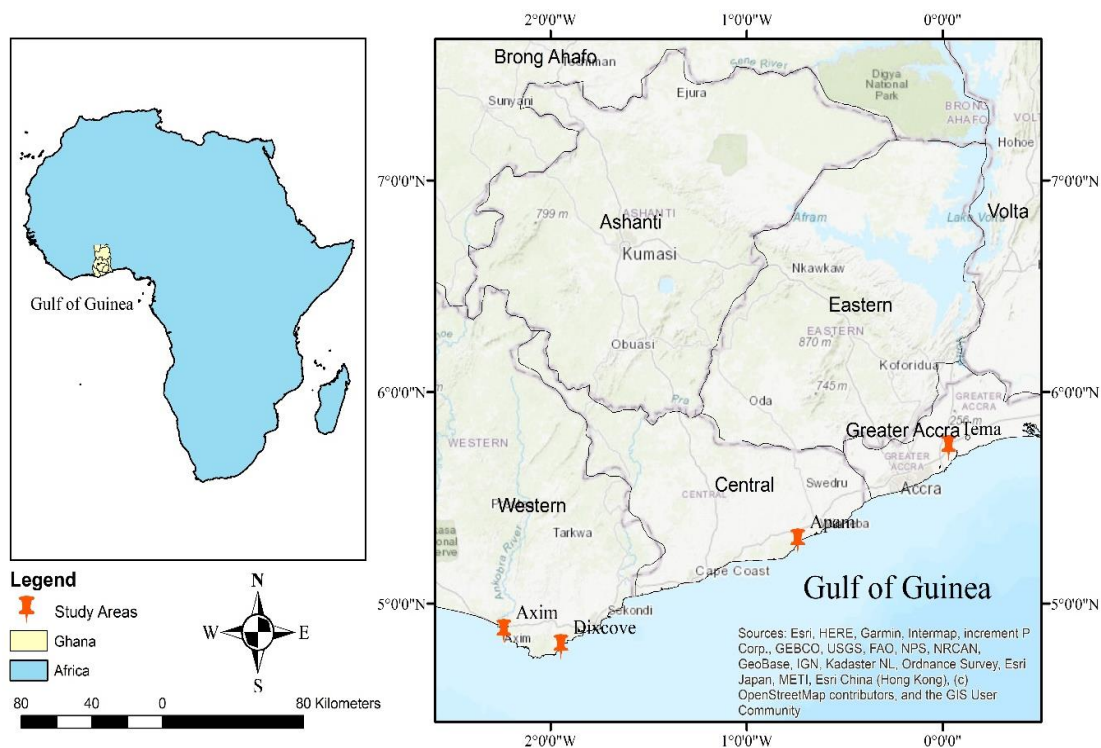 2°0'0"W 1°0'0"W 0°0'0"
Gulf of Guinea
Legend
Study Areas
Ghana
Africa
N
W E
S
80 40 0 80 Kilometers
Brong Ahafo
Sunyani
Ejura
Digya
National
Park
BRONG
AHAFO
VOLT
Hohoe
7°0'0"N 7°0'0"N
799 m
ASHANTI
Ashanti
Kumasi
Afram
Lake Volta
Volta
Nkawkaw
Eastern
EASTERN
870 m
Obuasi
Koforidua
745 m
6°0'0"N 6°0'0"N
Pra
Oda
GREATER
ACCRA
256 m
Greater Accra
Tema
GREATER
ACCRA
WESTERN
Western
CENTRAL
Central
Swedru
Accra
Tarkwa
Apam
Ankobra River
Cape Coast
Gulf of Guinea
5°0'0"N 5°0'0"N
Sekondi
Axim
Axim
Dixcove
Sources: Esri, HERE, Garmin, Intermap, increment P
Corp., GEBCO, USGS, FAO, NPS, NRCAN,
GeoBase, IGN, Kadaster NL, Ordnance Survey, Esri
Japan, METI, Esri China (Hong Kong), (c)
OpenStreetMap contributors, and the GIS User
Community
2°0'0"W 1°0'0"W 0°0'0"